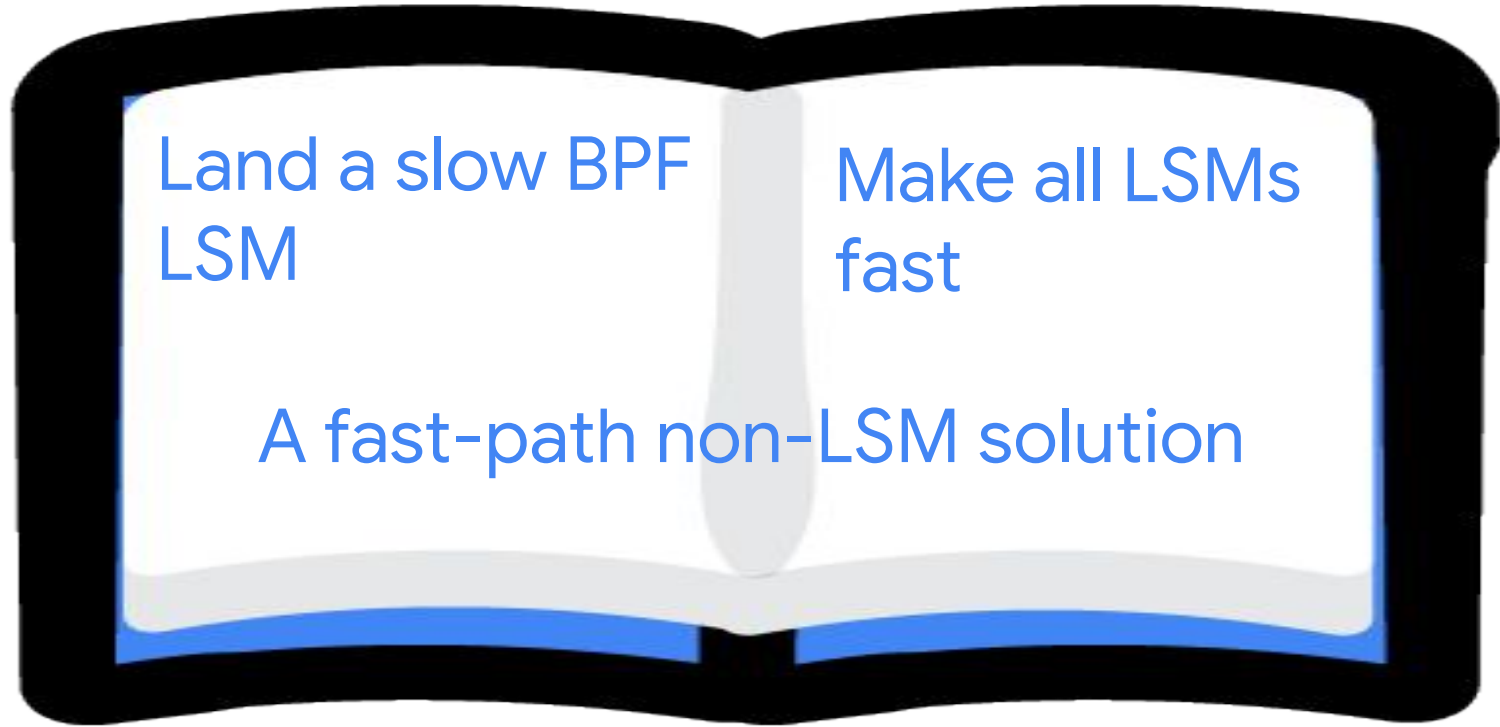 Land a slow BPF
LSM
Make all LSMs
fast
A fast-path non-LSM solution